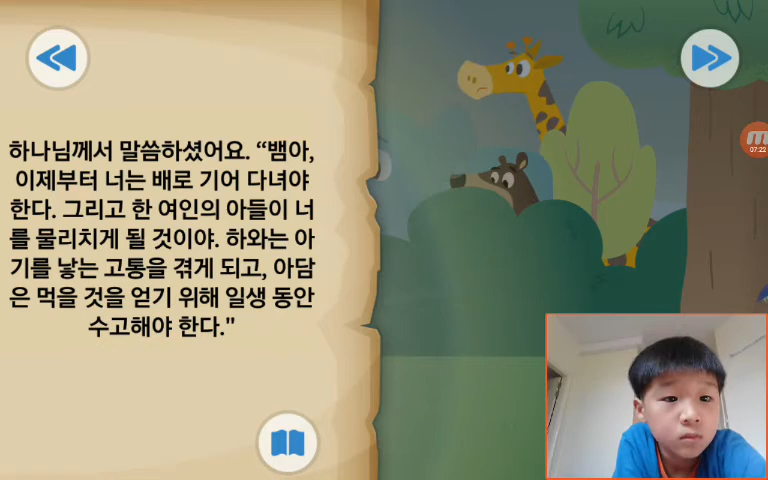 하나님께서 말씀하셨어요. “뱀아,
이제부터 너는 배로 기어 다녀야
한다. 그리고 한 여인의 아들이 너
를 물리치게 될 것이야. 하와는 아
기를 낳는 고통을 겪게 되고, 아담
은 먹을 것을 얻기 위해 일생 동안
수고해야 한다."
07:22